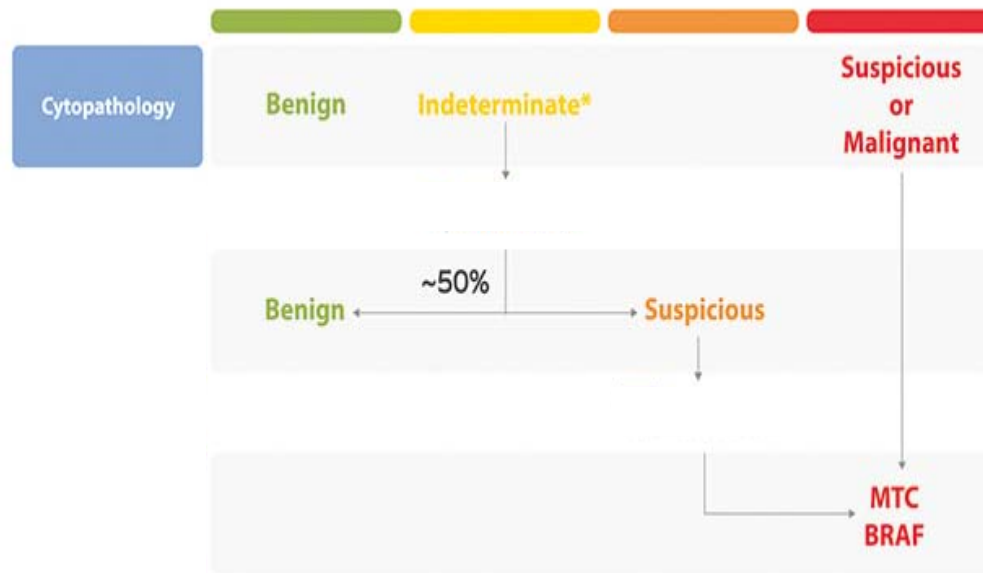 Cytopathology
Benign
Indeterminate*
Suspicious
or
Malignant
~50%
Benign
Suspicious
MTC
BRAF